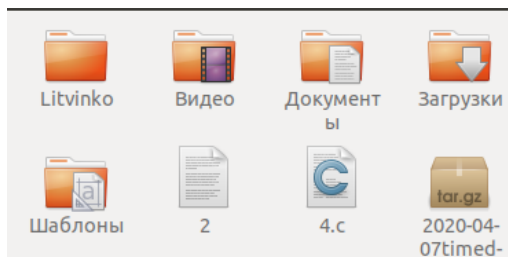 Litvinko Видео Документ Загрузки
ы
tar.gz
Шаблоны 2 4.c 2020-04-
07timed-